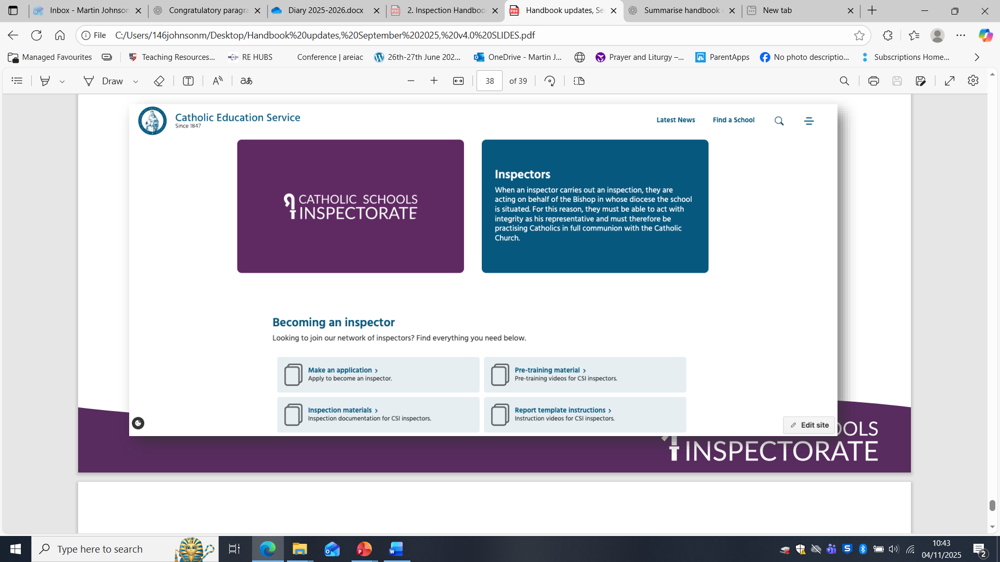 Inbox - Martin Johnson
Congratulatory paragra
Diary 2025-2026.docx
2. Inspection Handboo
Handbook updates, Se
Summarise handbook
New tab
File
C:/Users/146johnsonm/Desktop/Handbook%20updates,%20September%202025,%20v4.0%20SLIDES.pdf
Managed Favourites
Teaching Resources...
RE HUBS
Conference | areiac
26th-27th June 202...
OneDrive - Martin J...
Prayer and Liturgy –...
ParentApps
No photo descriptio...
Subscriptions Home...
Draw
38
of 39
Catholic Education Service
Since 1847
Latest News
Find a School
CATHOLIC SCHOOLS
INSPECTORATE
Inspectors
When an inspector carries out an inspection, they are
acting on behalf of the Bishop in whose diocese the school
is situated. For this reason, they must be able to act with
integrity as his representative and must therefore be
practising Catholics in full communion with the Catholic
Church.
Becoming an inspector
Looking to join our network of inspectors? Find everything you need below.
Make an application >
Apply to become an inspector.
Pre-training material >
Pre-training videos for CSI inspectors.
Inspection materials >
Inspection documentation for CSI inspectors.
Report template instructions >
Instruction videos for CSI inspectors.
Edit site
OOLS
INSPECTORATE
Type here to search
10:43
04/11/2025
2